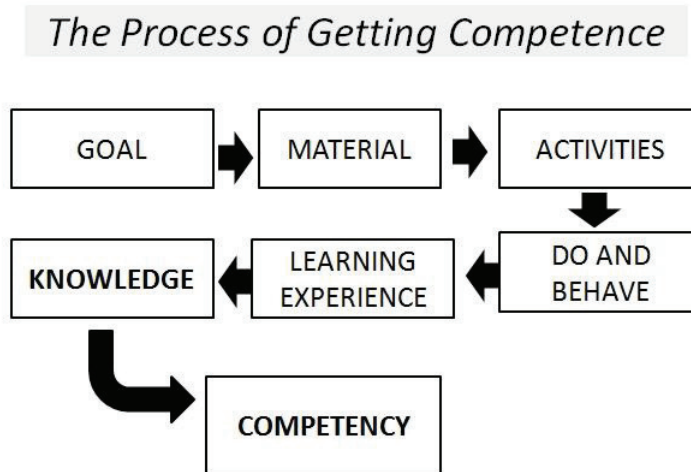 The Process of Getting Competence
GOAL
MATERIAL
ACTIVITIES
DO AND
BEHAVE
LEARNING
EXPERIENCE
KNOWLEDGE
COMPETENCY